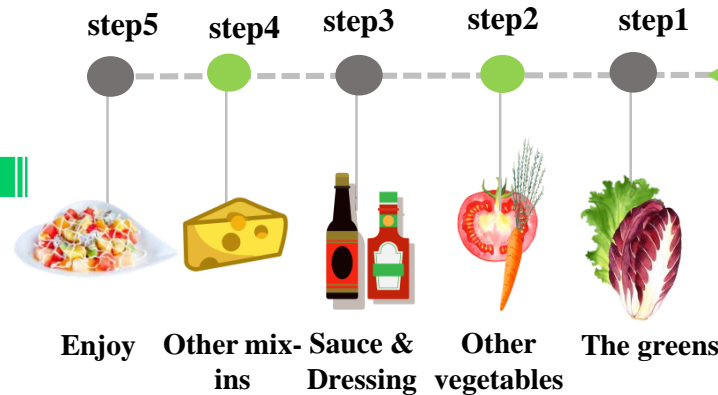 step5 step4 step3 step2 step1
Enjoy Other mix- Sauce & Other The greens
ins Dressing vegetables